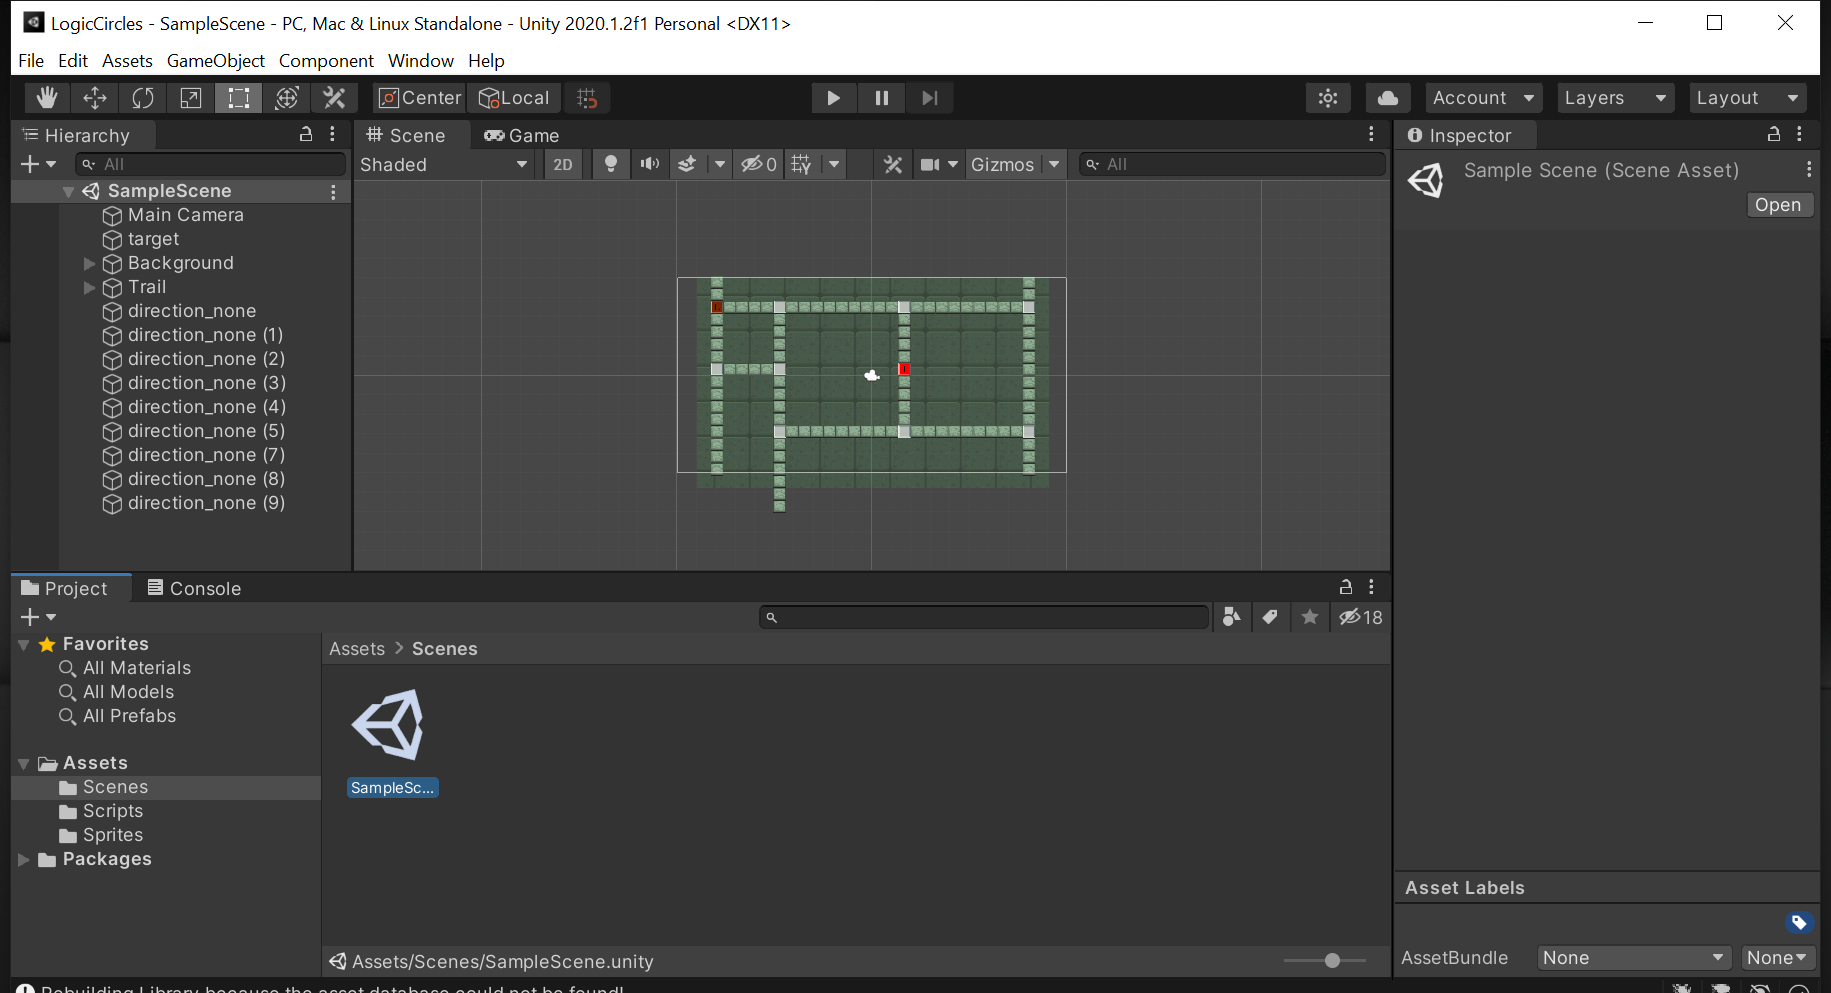 LogicCircles - SampleScene - PC, Mac & Linux Standalone - Unity 2020.1.2f1 Personal <DX11>
File Edit Assets GameObject Component Window Help
Center Local Account Layers Layout
Hierarchy
All
SampleScene
Main Camera
target
Background
Trail
direction_none
direction_none (1)
direction_none (2)
direction_none (3)
direction_none (4)
direction_none (5)
direction_none (7)
direction_none (8)
direction_none (9)
Scene Game
Shaded 2D 0 Gizmos All
Inspector
Sample Scene (Scene Asset)
Open
Project Console
18
Favorites
All Materials
All Models
All Prefabs
Assets
Scenes
Scripts
Sprites
Packages
Assets > Scenes
SampleSc...
Assets/Scenes/SampleScene.unity
Asset Labels
AssetBundle None None
Rebuilding Library because the asset database could not be found!